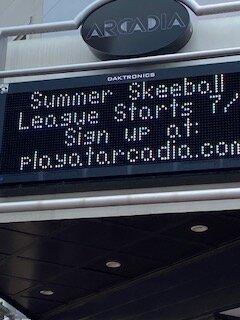 ARCADIA
DAKTRONICS
Summer Skeeball
League Starts 7/
Sign up at:
playatarcadia.com